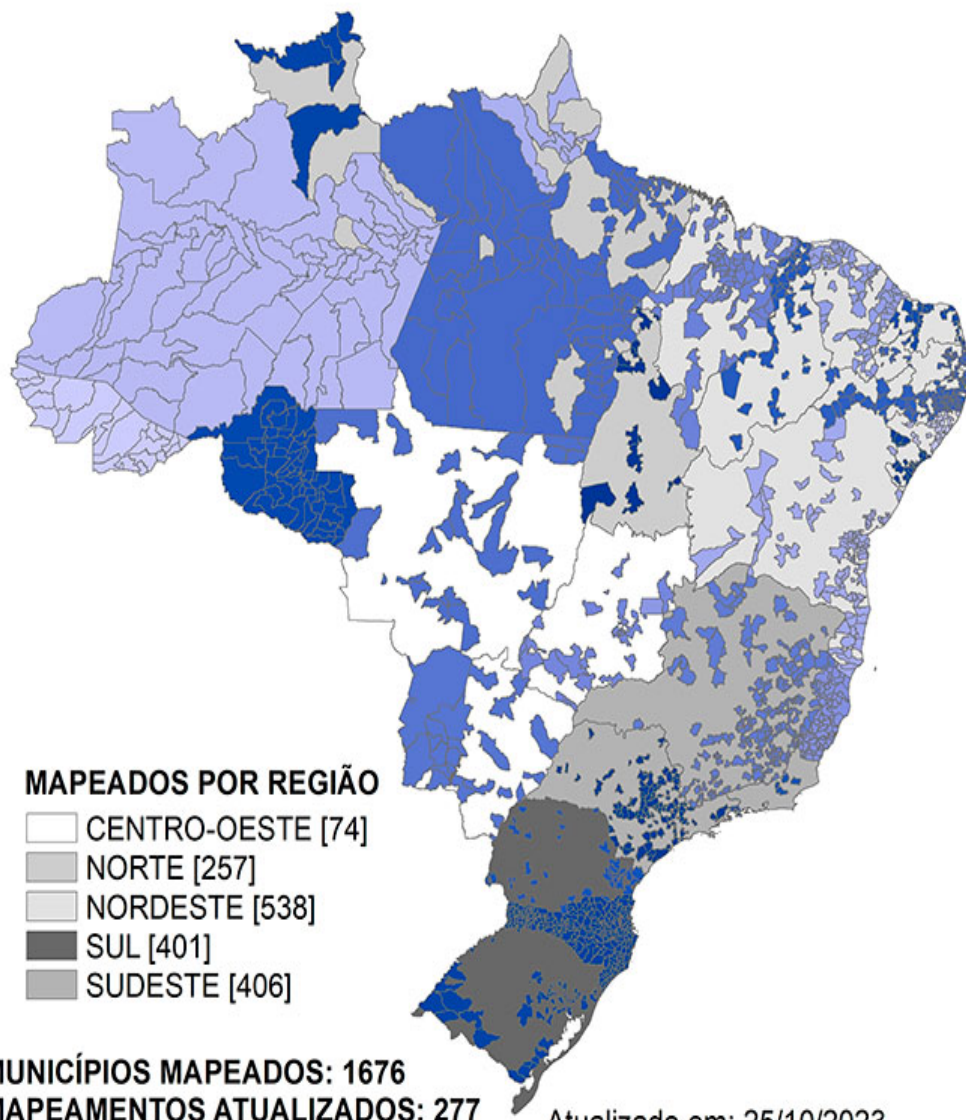 MAPEADOS POR REGIÃO
CENTRO-OESTE [74]
NORTE [257]
NORDESTE [538]
SUL [401]
SUDESTE [406]
MUNICÍPIOS MAPEADOS: 1676
MAPEAMENTOS ATUALIZADOS: 277
Atualizado em: 25/10/2023